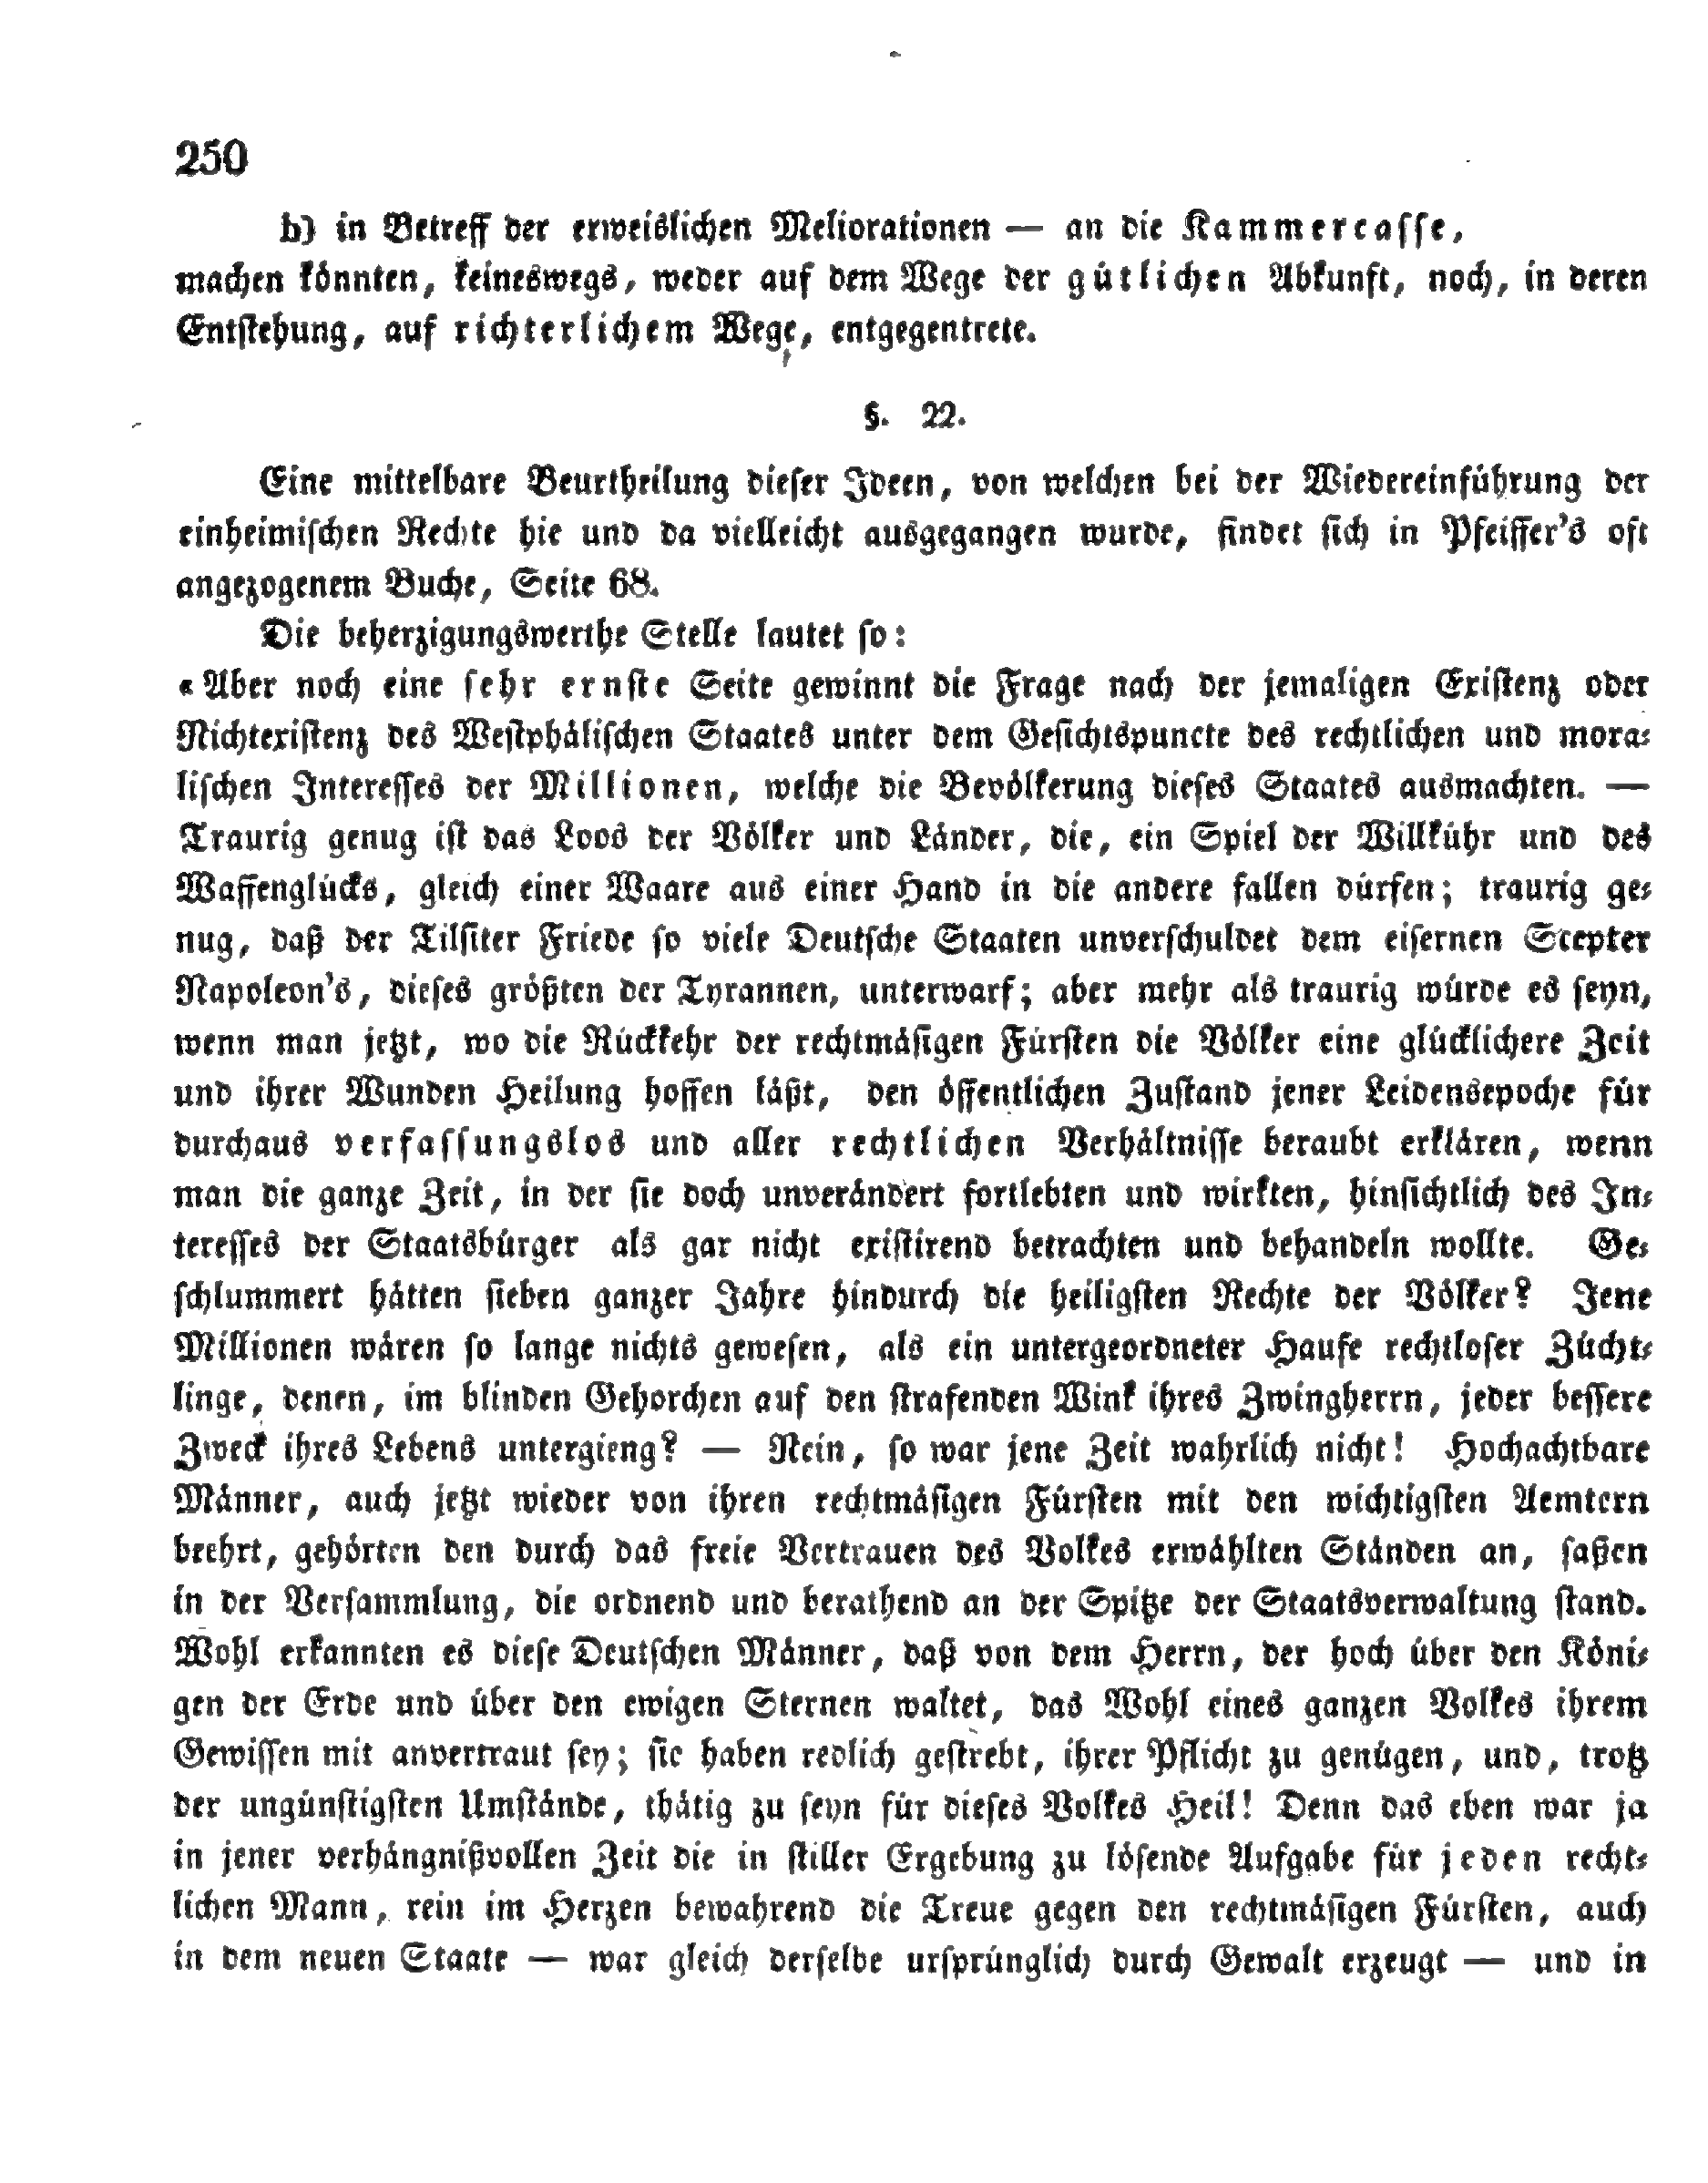 250
b) in Betreff der erweislichen Meliorationen — an die Kammercasse,
machen könnten, keineswegs, weder auf dem Wege der gütlichen Abkunft, noch, in deren
Entstehung, auf richterlichem Wege, entgegentrete.
§. 22.
Eine mittelbare Beurtheilung dieser Ideen, von welchen bei der Wiedereinführung der
einheimischen Rechte hie und da vielleicht ausgegangen wurde, findet sich in Pfeiffer's oft
angezogenem Buche, Seite 68.
Die beherzigungswerthe Stelle lautet so:
«Aber noch eine sehr ernste Seite gewinnt die Frage nach der jemaligen Existenz oder
Nichtexistenz des Westphälischen Staates unter dem Gesichtspuncte des rechtlichen und mora-
lischen Interesses der Millionen, welche die Bevölkerung dieses Staates ausmachten. —
Traurig genug ist das Loos der Völker und Länder, die, ein Spiel der Willkühr und des
Waffenglücks, gleich einer Waare aus einer Hand in die andere fallen dürfen; traurig ge-
nug, daß der Tilsiter Friede so viele Deutsche Staaten unverschuldet dem eisernen Scepter
Napoleon's, dieses größten der Tyrannen, unterwarf; aber mehr als traurig würde es seyn,
wenn man jetzt, wo die Rückkehr der rechtmäsigen Fürsten die Völker eine glücklichere Zeit
und ihrer Wunden Heilung hoffen läßt, den öffentlichen Zustand jener Leidensepoche für
durchaus verfassungslos und aller rechtlichen Verhältnisse beraubt erklären, wenn
man die ganze Zeit, in der sie doch unverändert fortlebten und wirkten, hinsichtlich des In-
teresses der Staatsbürger als gar nicht existirend betrachten und behandeln wollte. Ge-
schlummert hätten sieben ganzer Jahre hindurch die heiligsten Rechte der Völker? Jene
Millionen wären so lange nichts gewesen, als ein untergeordneter Haufe rechtloser Zücht-
linge, denen, im blinden Gehorchen auf den strafenden Wink ihres Zwingherrn, jeder bessere
Zweck ihres Lebens untergieng? — Nein, so war jene Zeit wahrlich nicht! Hochachtbare
Männer, auch jetzt wieder von ihren rechtmäsigen Fürsten mit den wichtigsten Aemtern
beehrt, gehörten den durch das freie Vertrauen des Volkes erwählten Ständen an, saßen
in der Versammlung, die ordnend und berathend an der Spitze der Staatsverwaltung stand.
Wohl erkannten es diese Deutschen Männer, daß von dem Herrn, der hoch über den Köni-
gen der Erde und über den ewigen Sternen waltet, das Wohl eines ganzen Volkes ihrem
Gewissen mit anvertraut sey; sie haben redlich gestrebt, ihrer Pflicht zu genügen, und, trotz
der ungünstigsten Umstände, thätig zu seyn für dieses Volkes Heil! Denn das eben war ja
in jener verhängnißvollen Zeit die in stiller Ergebung zu lösende Aufgabe für jeden recht-
lichen Mann, rein im Herzen bewahrend die Treue gegen den rechtmäsigen Fürsten, auch
in dem neuen Staate — war gleich derselbe ursprünglich durch Gewalt erzeugt — und in